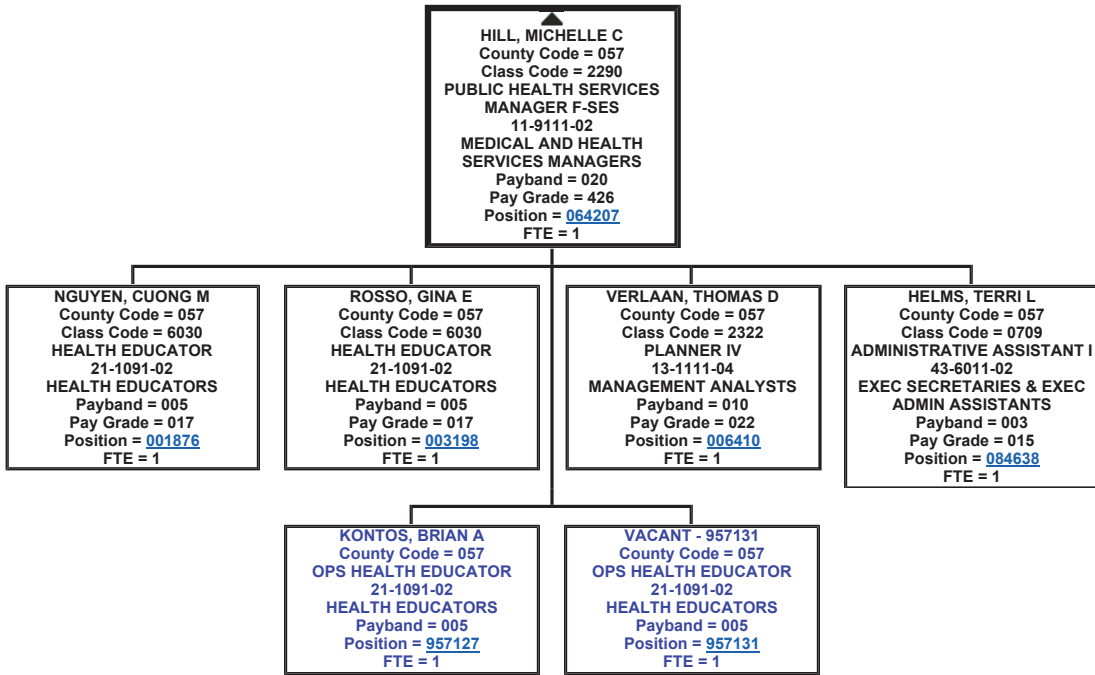 HILL, MICHELLE C
County Code = 057
Class Code = 2290
PUBLIC HEALTH SERVICES
MANAGER F-SES
11-9111-02
MEDICAL AND HEALTH
SERVICES MANAGERS
Payband = 020
Pay Grade = 426
Position = 064207
FTE = 1
NGUYEN, CUONG M
County Code = 057
Class Code = 6030
HEALTH EDUCATOR
21-1091-02
HEALTH EDUCATORS
Payband = 005
Pay Grade = 017
Position = 001876
FTE = 1
ROSSO, GINA E
County Code = 057
Class Code = 6030
HEALTH EDUCATOR
21-1091-02
HEALTH EDUCATORS
Payband = 005
Pay Grade = 017
Position = 003198
FTE = 1
VERLAAN, THOMAS D
County Code = 057
Class Code = 2322
PLANNER IV
13-1111-04
MANAGEMENT ANALYSTS
Payband = 010
Pay Grade = 022
Position = 006410
FTE = 1
HELMS, TERRI L
County Code = 057
Class Code = 0709
ADMINISTRATIVE ASSISTANT I
43-6011-02
EXEC SECRETARIES & EXEC
ADMIN ASSISTANTS
Payband = 003
Pay Grade = 015
Position = 084638
FTE = 1
KONTOS, BRIAN A
County Code = 057
OPS HEALTH EDUCATOR
21-1091-02
HEALTH EDUCATORS
Payband = 005
Position = 957127
FTE = 1
VACANT - 957131
County Code = 057
OPS HEALTH EDUCATOR
21-1091-02
HEALTH EDUCATORS
Payband = 005
Position = 957131
FTE = 1